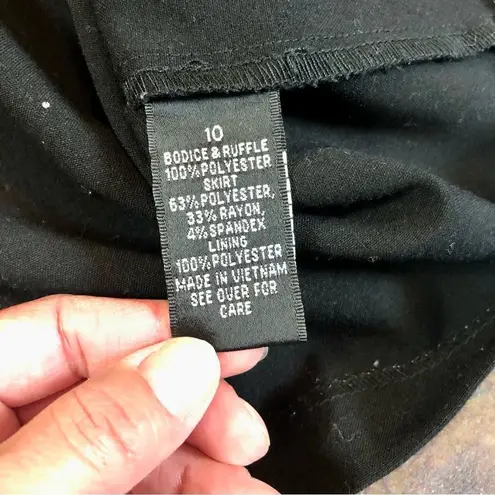 10
BODICE & RUFFLE
100% POLYESTER
SKIRT
63% POLYESTER,
33% RAYON,
4% SPANDEX
LINING
100% POLYESTER
MADE IN VIETNAM
SEE OVER FOR
CARE